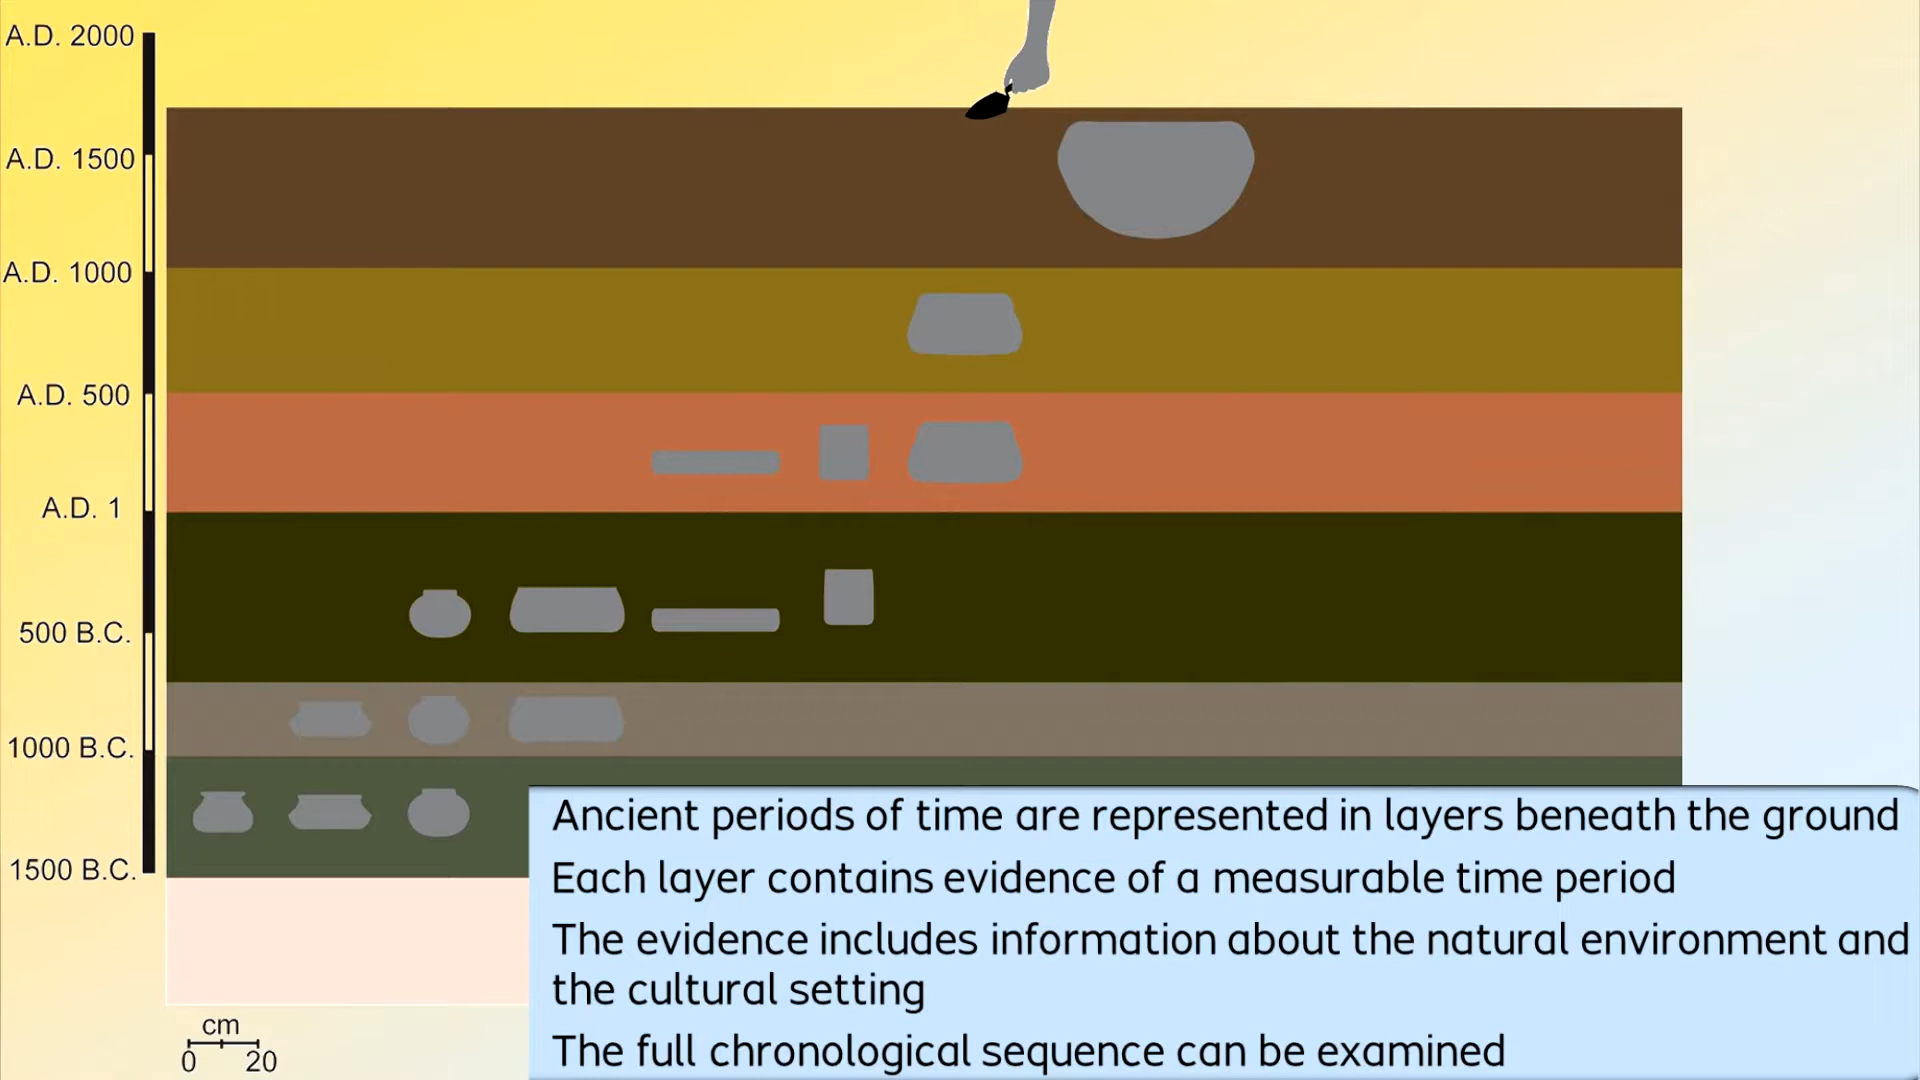 A.D. 2000
A.D. 1500
A.D. 1000
A.D. 500
A.D. 1
500 B.C.
1000 B.C.
1500 B.C.
cm
0 20
Ancient periods of time are represented in layers beneath the ground
Each layer contains evidence of a measurable time period
The evidence includes information about the natural environment and
the cultural setting
The full chronological sequence can be examined